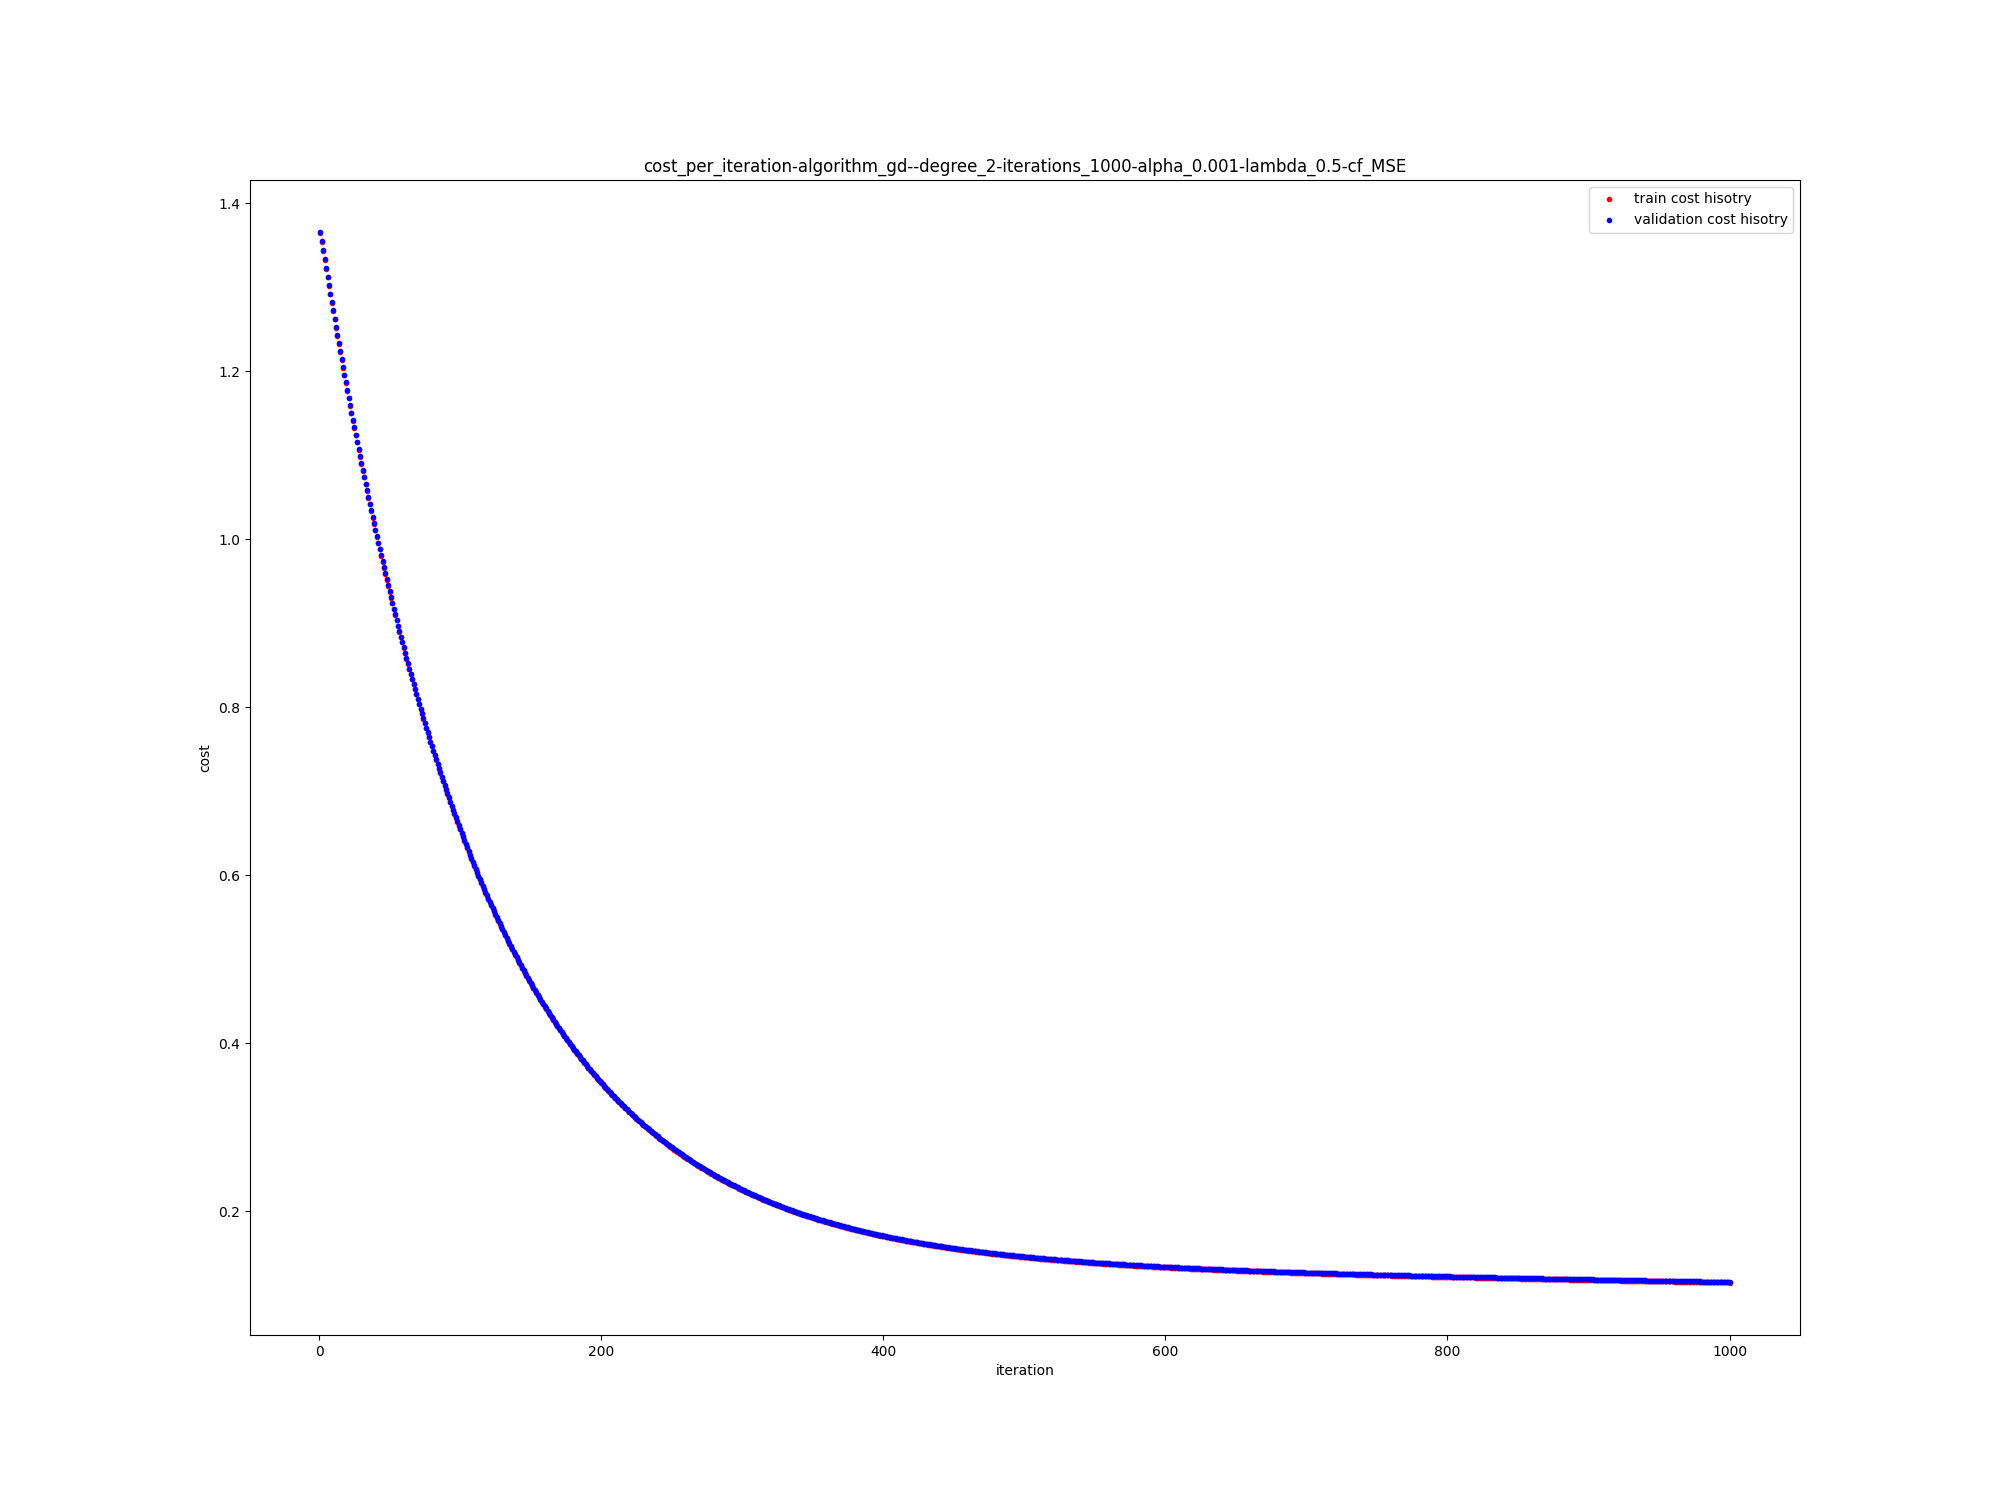 cost_per_iteration-algorithm_gd--degree_2-iterations_1000-alpha_0.001-lambda_0.5-cf_MSE
train cost hisotry
validation cost hisotry
1.4
1.2
1.0
0.8
0.6
0.4
0.2
cost
0 200 400 600 800 1000
iteration